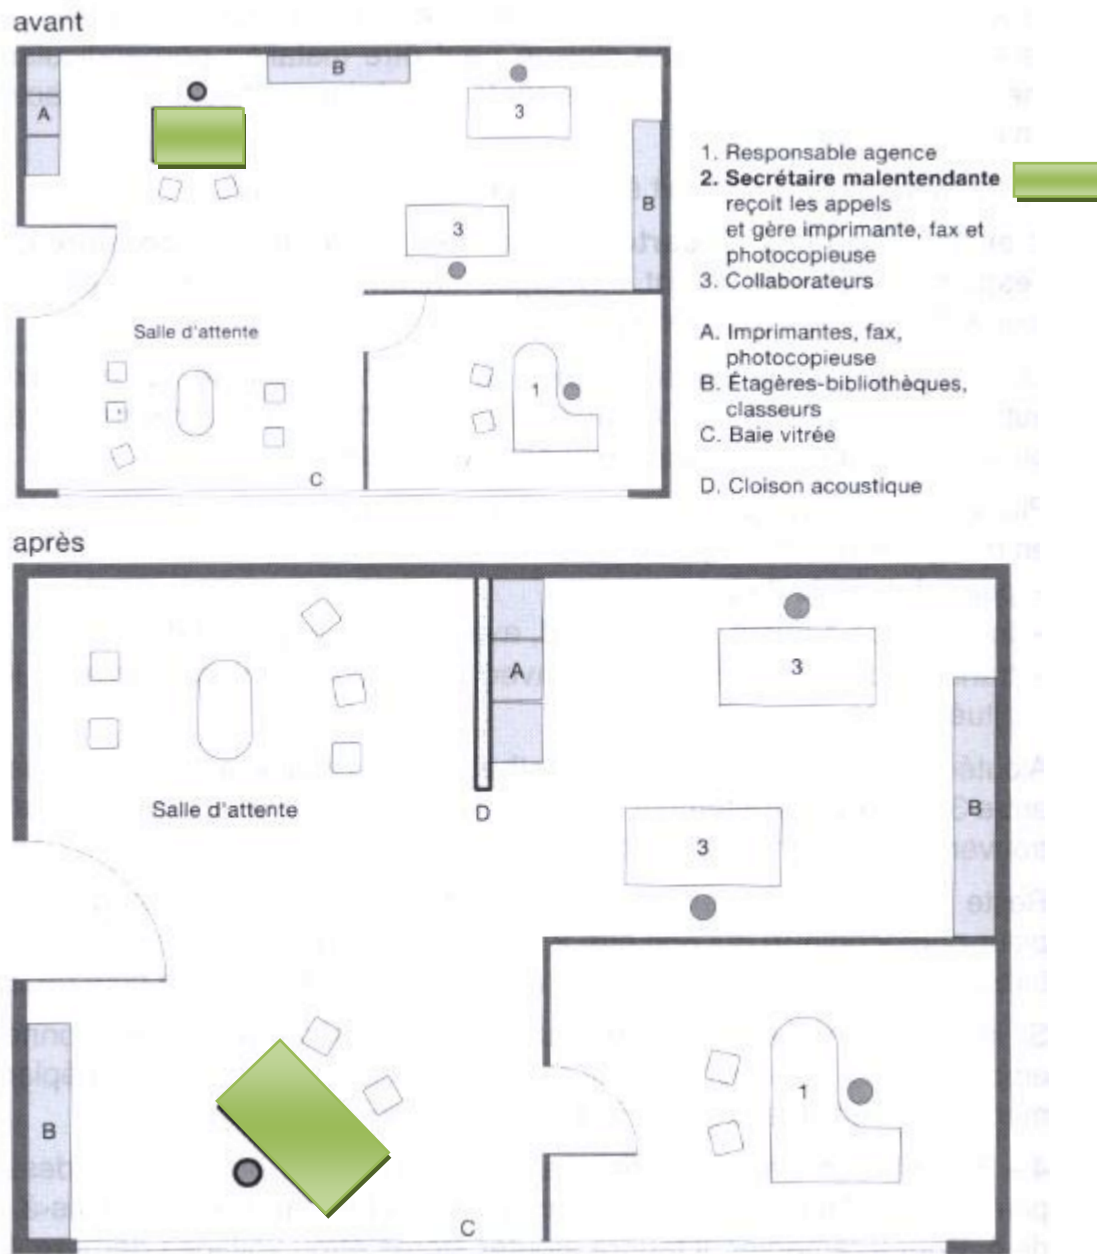 avant
B
3
A
3
B
Salle d'attente
1
C
1. Responsable agence
2. Secrétaire malentendante
reçoit les appels
et gère imprimante, fax et
photocopieuse
3. Collaborateurs
A. Imprimantes, fax,
photocopieuse
B. Étagères-bibliothèques,
classeurs
C. Baie vitrée
D. Cloison acoustique
après
A
3
Salle d'attente
D
3
B
B
1
C